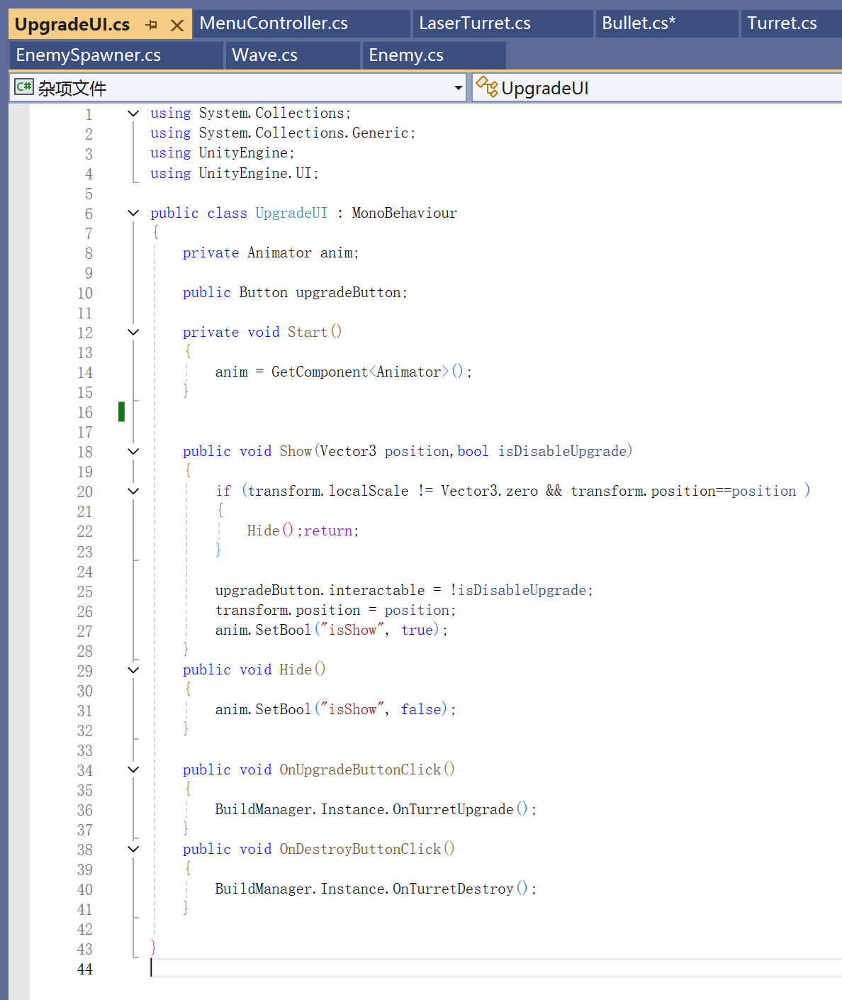 UpgradeUI.cs MenuController.cs LaserTurret.cs Bullet.cs* Turret.cs
EnemySpawner.cs Wave.cs Enemy.cs
C# 杂项文件 UpgradeUI
1 using System.Collections;
2 using System.Collections.Generic;
3 using UnityEngine;
4 using UnityEngine.UI;
5
6 public class UpgradeUI : MonoBehaviour
7 {
8 private Animator anim;
9
10 public Button upgradeButton;
11
12 private void Start()
13 {
14 anim = GetComponent<Animator>();
15 }
16
17
18 public void Show(Vector3 position,bool isDisableUpgrade)
19 {
20 if (transform.localScale != Vector3.zero && transform.position==position )
21 {
22 Hide();return;
23 }
24
25 upgradeButton.interactable = !isDisableUpgrade;
26 transform.position = position;
27 anim.SetBool("isShow", true);
28 }
29 public void Hide()
30 {
31 anim.SetBool("isShow", false);
32 }
33
34 public void OnUpgradeButtonClick()
35 {
36 BuildManager.Instance.OnTurretUpgrade();
37 }
38 public void OnDestroyButtonClick()
39 {
40 BuildManager.Instance.OnTurretDestroy();
41 }
42
43 }
44